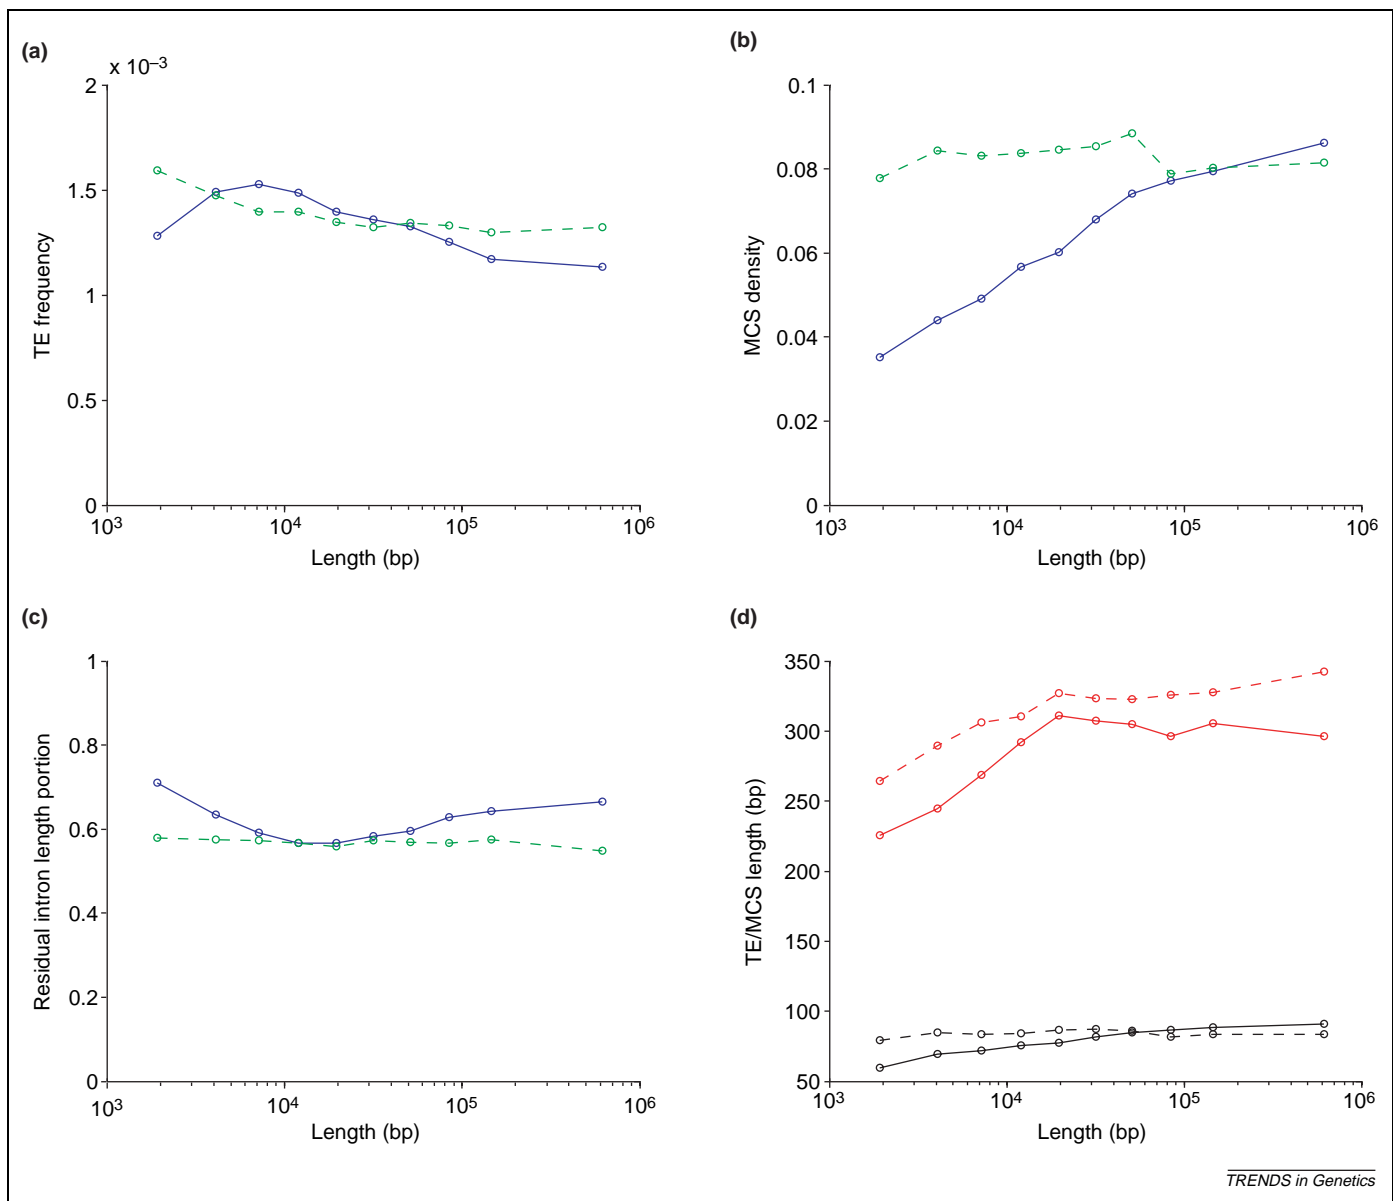 (a)
x 10–3
2
1.5
1
0.5
0
TE frequency
103 104 105 106
Length (bp)
(b)
0.1
0.08
0.06
0.04
0.02
0
MCS density
103 104 105 106
Length (bp)
(c)
1
0.8
0.6
0.4
0.2
0
Residual intron length portion
103 104 105 106
Length (bp)
(d)
350
300
250
200
150
100
50
TE/MCS length (bp)
103 104 105 106
Length (bp)
TRENDS in Genetics